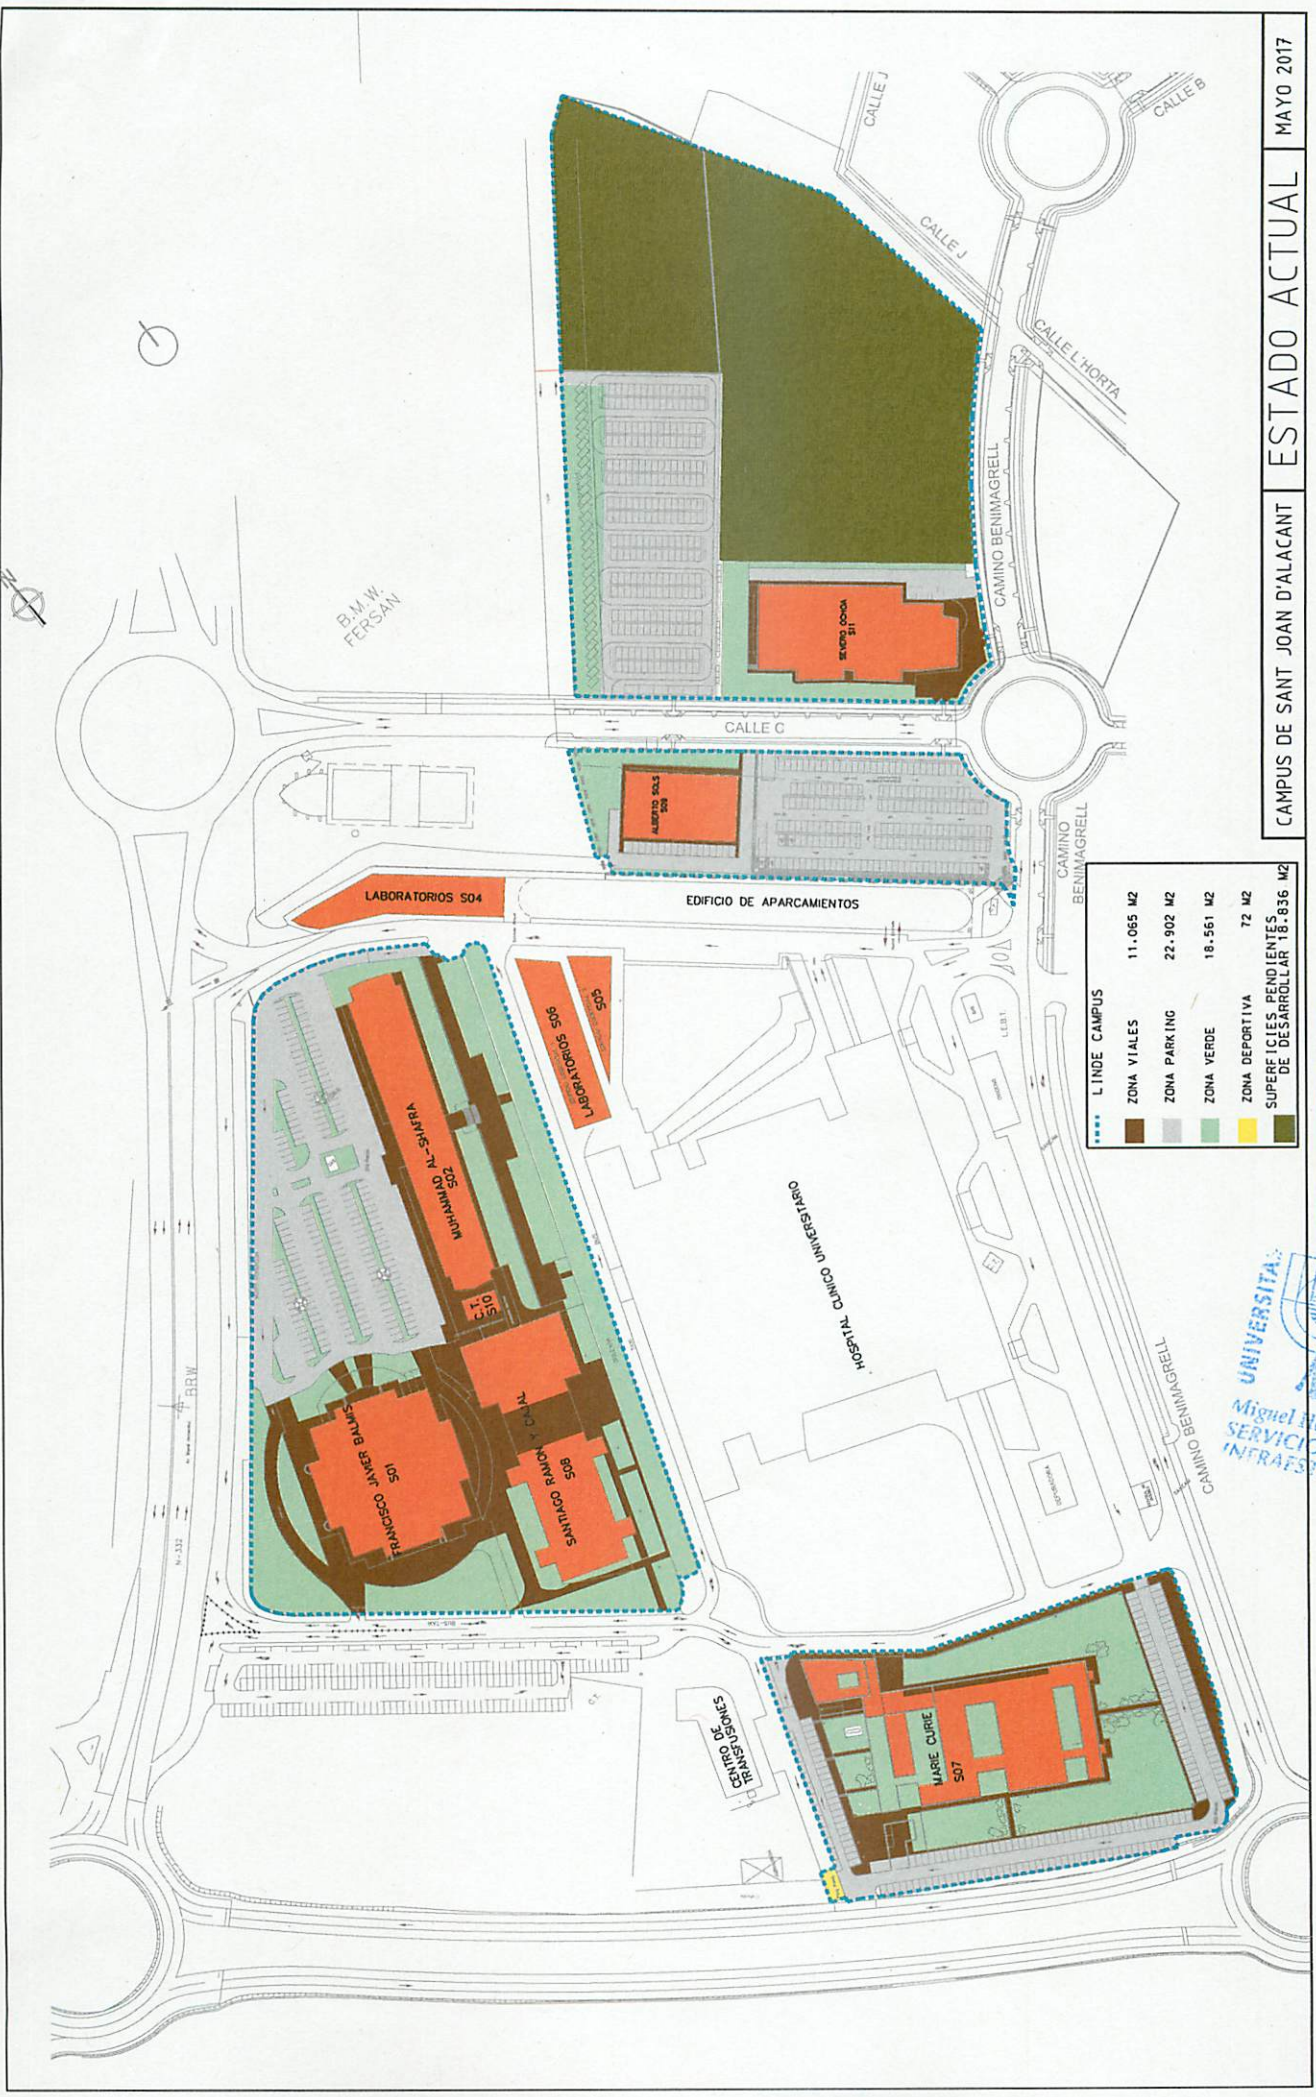 CAMPUS DE SANT JOAN D'ALACANT
ESTADO ACTUAL
MAYO 2017
LINDE CAMPUS
ZONA VIALES 11.065 M2
ZONA PARKING 22.902 M2
ZONA VERDE 18.561 M2
ZONA DEPORTIVA 72 M2
SUPERFICIES PENDIENTES
DE DESARROLLAR 18.836 M2
CALLE J
CALLE B
CALLE J
CALLE L'HORTA
CAMINO BENIMAGRELL
B.M.W.
FERSAN
N
SEVERO OCHOA
S11
CALLE C
ALBERTO SOLS
S09
CAMINO
BENIMAGRELL
LABORATORIOS S04
EDIFICIO DE APARCAMIENTOS
LABORATORIOS S06
S05
MUHAMMAD AL-SHAFRA
S02
C.T.
S10
FRANCISCO JAVIER BALMIS
S01
SANTIAGO RAMON Y CAJAL
S08
HOSPITAL CLINICO UNIVERSITARIO
BRW
N-332
BUS-TAXI
CENTRO DE
TRANSFUSIONES
MARIE CURIE
S07
CAMINO BENIMAGRELL
UNIVERSITAS
Miguel